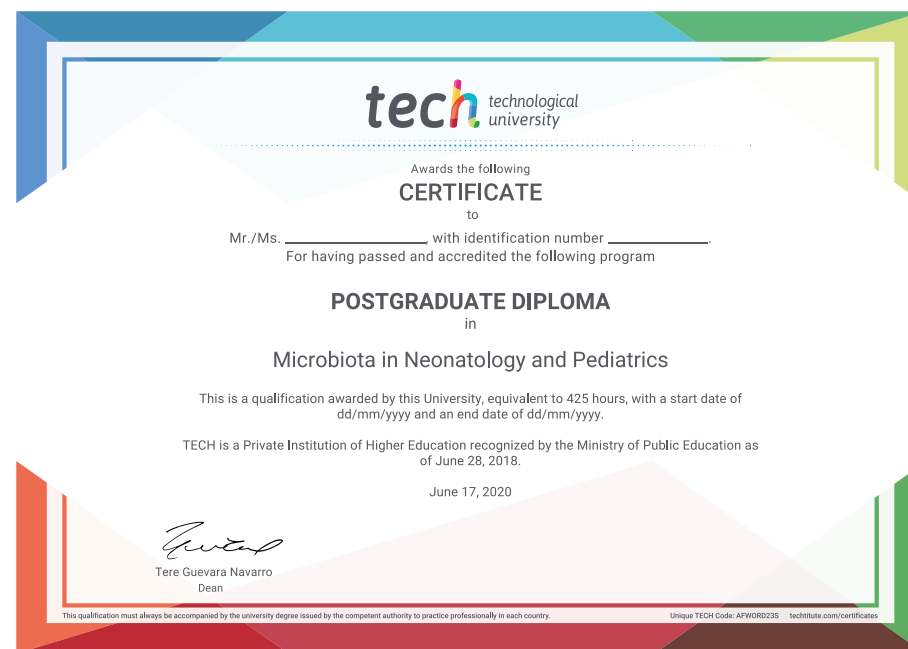 tech technological
university
Awards the following
CERTIFICATE
to
Mr./Ms. ____________________, with identification number ______________.
For having passed and accredited the following program
POSTGRADUATE DIPLOMA
in
Microbiota in Neonatology and Pediatrics
This is a qualification awarded by this University, equivalent to 425 hours, with a start date of
dd/mm/yyyy and an end date of dd/mm/yyyy.
TECH is a Private Institution of Higher Education recognized by the Ministry of Public Education as
of June 28, 2018.
June 17, 2020
Tere Guevara Navarro
Dean
This qualification must always be accompanied by the university degree issued by the competent authority to practice professionally in each country.
Unique TECH Code: AFWORD23S techtitute.com/certificates